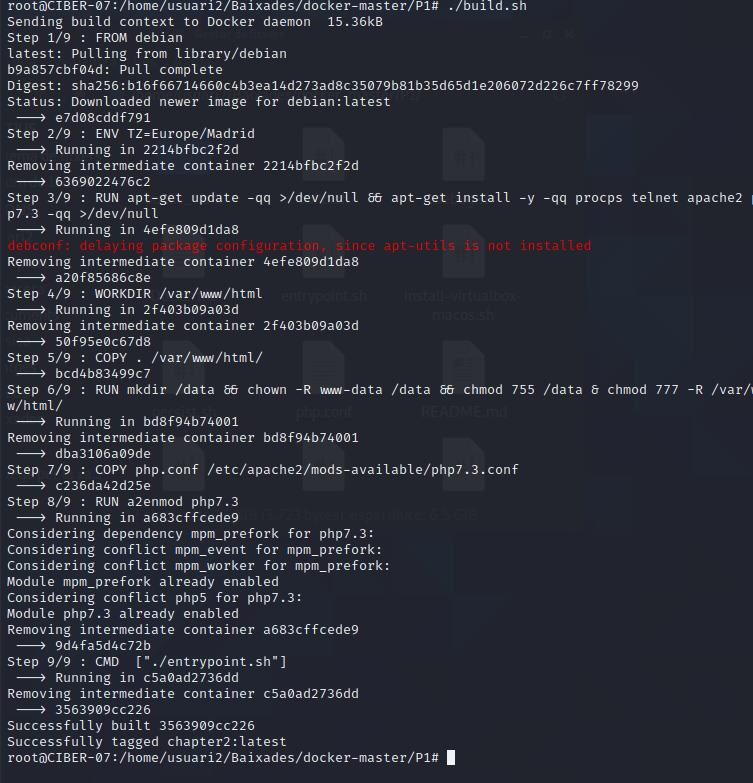 root@CIBER-07:/home/usuari2/Baixades/docker-master/P1# ./build.sh
Sending build context to Docker daemon  15.36kB
Step 1/9 : FROM debian
latest: Pulling from library/debian
b9a857cbf04d: Pull complete
Digest: sha256:b16f66714660c4b3ea14d273ad8c35079b81b35d65d1e206072d226c7ff78299
Status: Downloaded newer image for debian:latest
 ---> e7d08cddf791
Step 2/9 : ENV TZ=Europe/Madrid
 ---> Running in 2214bfbc2f2d
Removing intermediate container 2214bfbc2f2d
 ---> 6369022476c2
Step 3/9 : RUN apt-get update -qq >/dev/null && apt-get install -y -qq procps telnet apache2 p
p7.3 -qq >/dev/null
 ---> Running in 4efe809d1da8
debconf: delaying package configuration, since apt-utils is not installed
Removing intermediate container 4efe809d1da8
 ---> a20f85686c8e
Step 4/9 : WORKDIR /var/www/html
 ---> Running in 2f403b09a03d
Removing intermediate container 2f403b09a03d
 ---> 50f95e0c67d8
Step 5/9 : COPY . /var/www/html/
 ---> bcd4b83499c7
Step 6/9 : RUN mkdir /data && chown -R www-data /data && chmod 755 /data & chmod 777 -R /var/w
w/html/
 ---> Running in bd8f94b74001
Removing intermediate container bd8f94b74001
 ---> dba3106a09de
Step 7/9 : COPY php.conf /etc/apache2/mods-available/php7.3.conf
 ---> c236da42d25e
Step 8/9 : RUN a2enmod php7.3
 ---> Running in a683cffcede9
Considering dependency mpm_prefork for php7.3:
Considering conflict mpm_event for mpm_prefork:
Considering conflict mpm_worker for mpm_prefork:
Module mpm_prefork already enabled
Considering conflict php5 for php7.3:
Module php7.3 already enabled
Removing intermediate container a683cffcede9
 ---> 9d4fa5d4c72b
Step 9/9 : CMD  ["./entrypoint.sh"]
 ---> Running in c5a0ad2736dd
Removing intermediate container c5a0ad2736dd
 ---> 3563909cc226
Successfully built 3563909cc226
Successfully tagged chapter2:latest
root@CIBER-07:/home/usuari2/Baixades/docker-master/P1#
entrypoint.sh
install-virtualbox-
macos.sh
php.conf
README.md